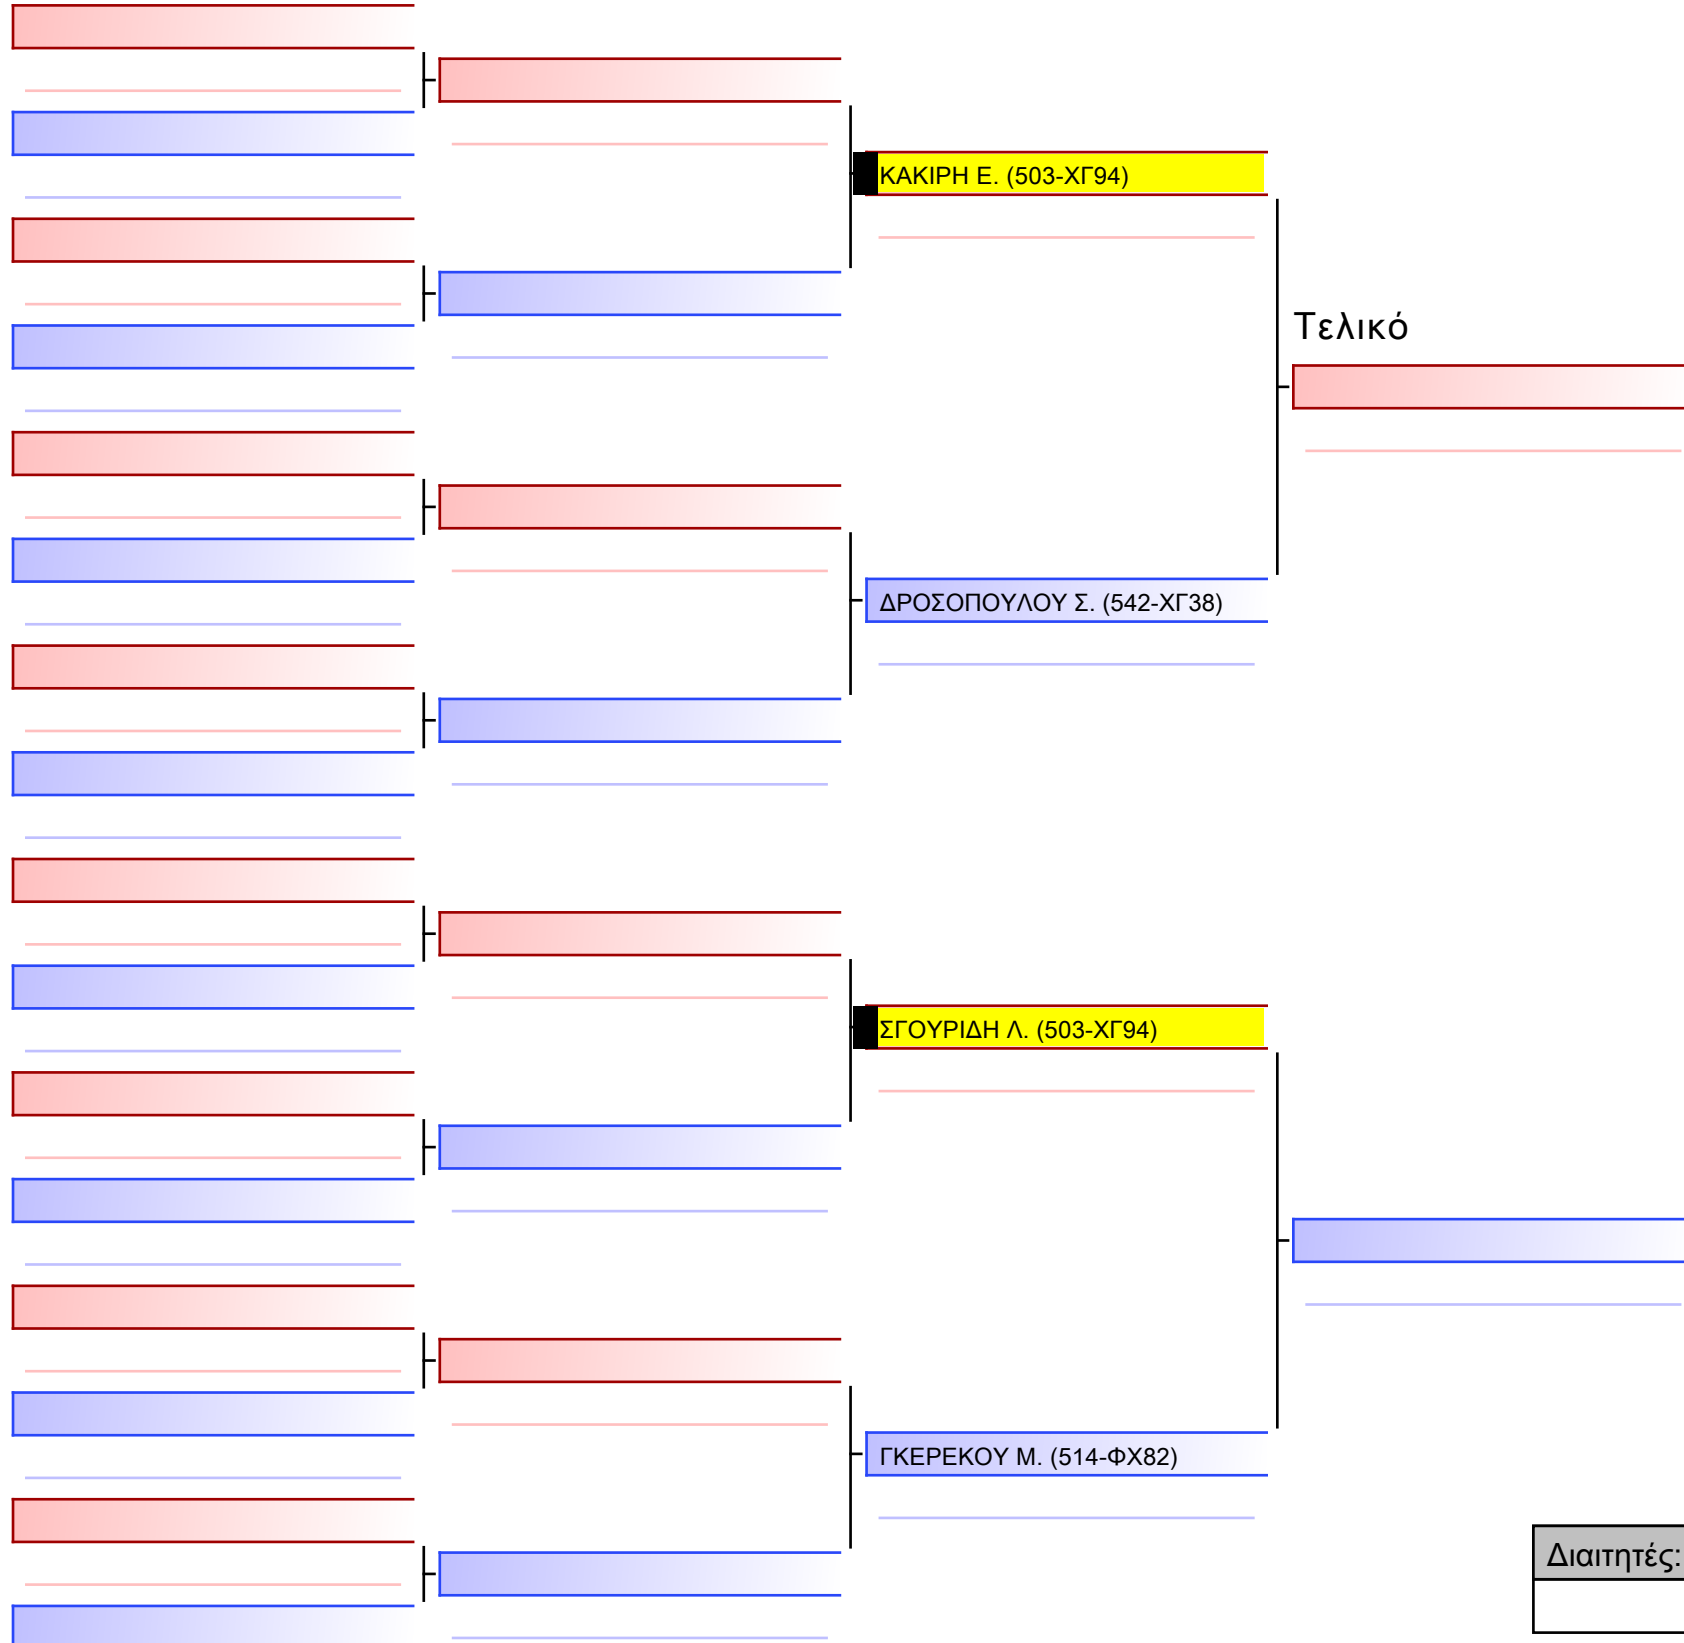 ΚΑΚΙΡΗ Ε. (503-ΧΓ94)
Τελικό
ΔΡΟΣΟΠΟΥΛΟΥ Σ. (542-ΧΓ38)
ΣΓΟΥΡΙΔΗ Λ. (503-ΧΓ94)
ΓΚΕΡΕΚΟΥ Μ. (514-ΦΧ82)
Διαιτητές: